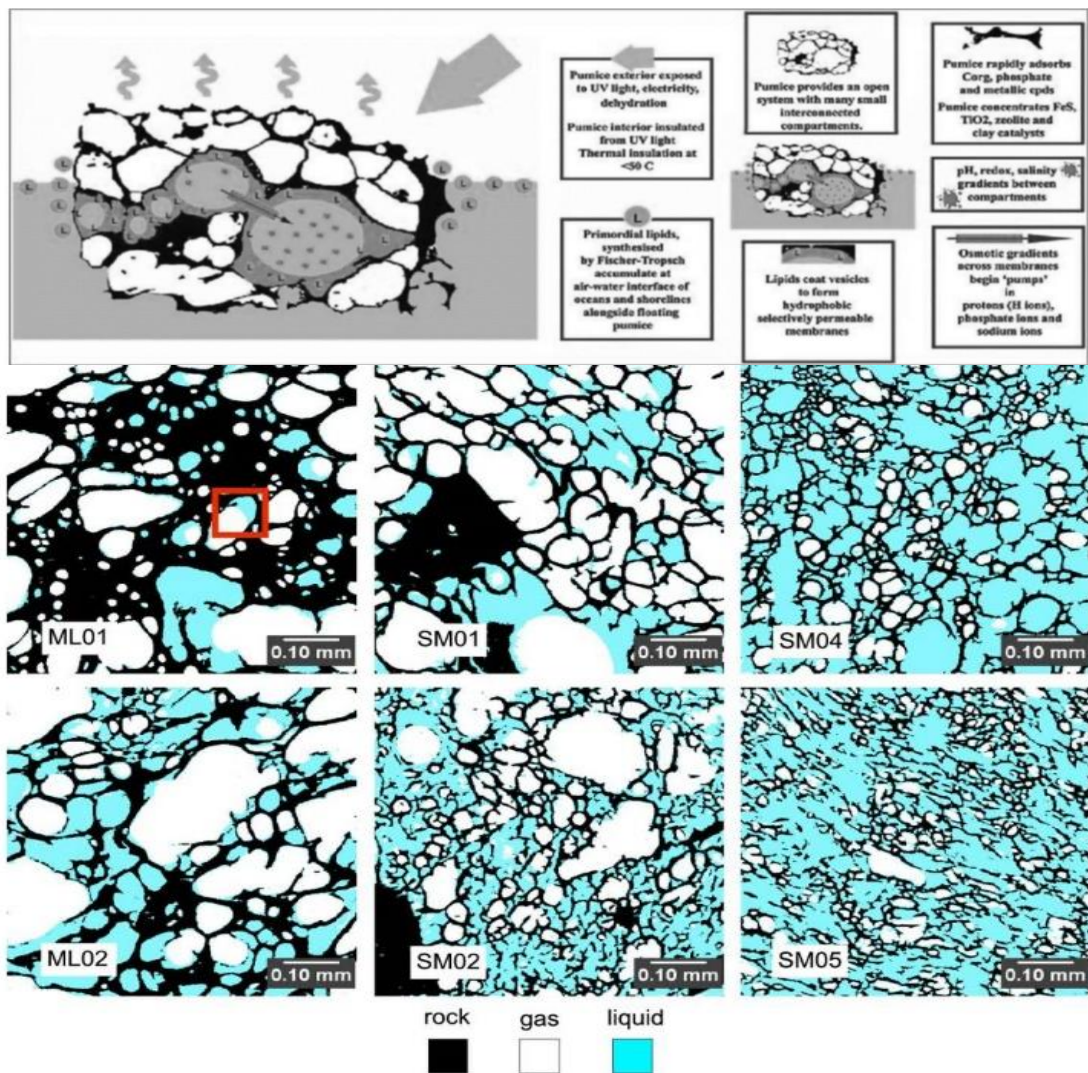 Pumice exterior exposed
to UV light, electricity,
dehydration
Pumice interior insulated
from UV light
Thermal insulation at
<50 C
L
Primordial lipids,
synthesised
by Fischer-Tropsch
accumulate at
air-water interface of
oceans and shorelines
alongside floating
pumice
Pumice provides an open
system with many small
interconnected
compartments.
Lipids coat vesicles
to form
hydrophobic
selectively permeable
membranes
Pumice rapidly adsorbs
Corg, phosphate
and metallic cpds
Pumice concentrates FeS,
TiO2, zeolite and
clay catalysts
pH, redox, salinity
gradients between
compartments
Osmotic gradients
across membranes
begin ‘pumps’
in
protons (H ions),
phosphate ions and
sodium ions
ML01
0.10 mm
SM01
0.10 mm
SM04
0.10 mm
ML02
0.10 mm
SM02
0.10 mm
SM05
0.10 mm
rock gas liquid